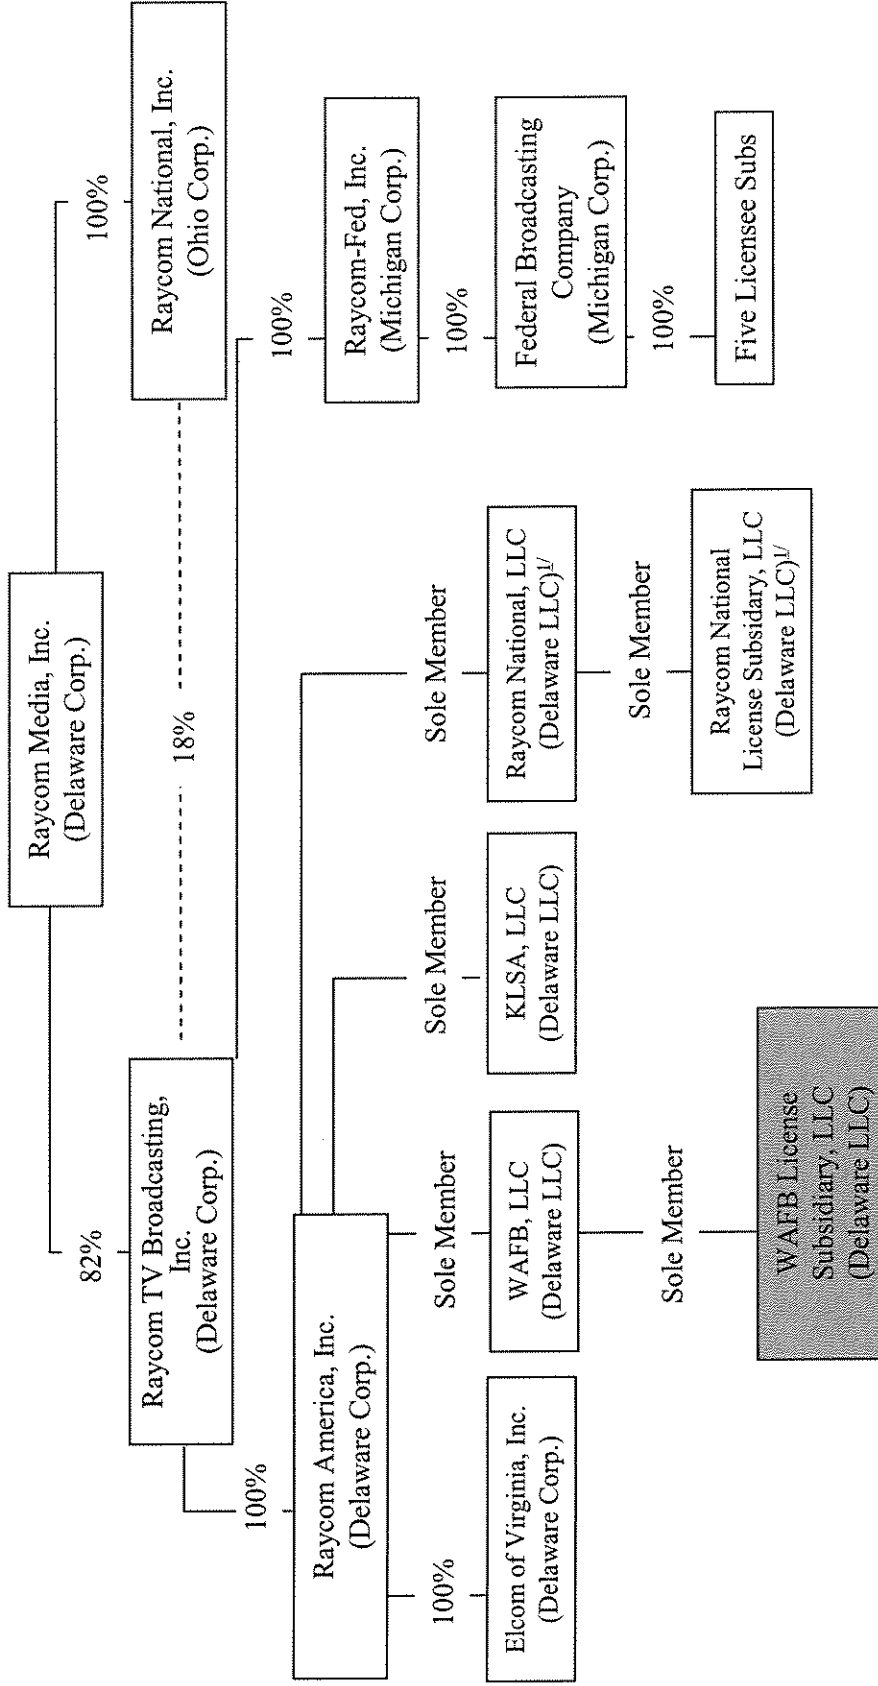 Raycom Media, Inc.
(Delaware Corp.)
82%
100%
Raycom TV Broadcasting,
Inc.
(Delaware Corp.)
18%
Raycom National, Inc.
(Ohio Corp.)
100%
100%
Raycom America, Inc.
(Delaware Corp.)
Raycom-Fed, Inc.
(Michigan Corp.)
100%
Sole Member
Sole Member
Sole Member
100%
Elcom of Virginia, Inc.
(Delaware Corp.)
WAFB, LLC
(Delaware LLC)
KLSA, LLC
(Delaware LLC)
Raycom National, LLC
(Delaware LLC)1/
Federal Broadcasting
Company
(Michigan Corp.)
Sole Member
Sole Member
100%
WAFB License
Subsidiary, LLC
(Delaware LLC)
Raycom National
License Subsidary, LLC
(Delaware LLC)1/
Five Licensee Subs